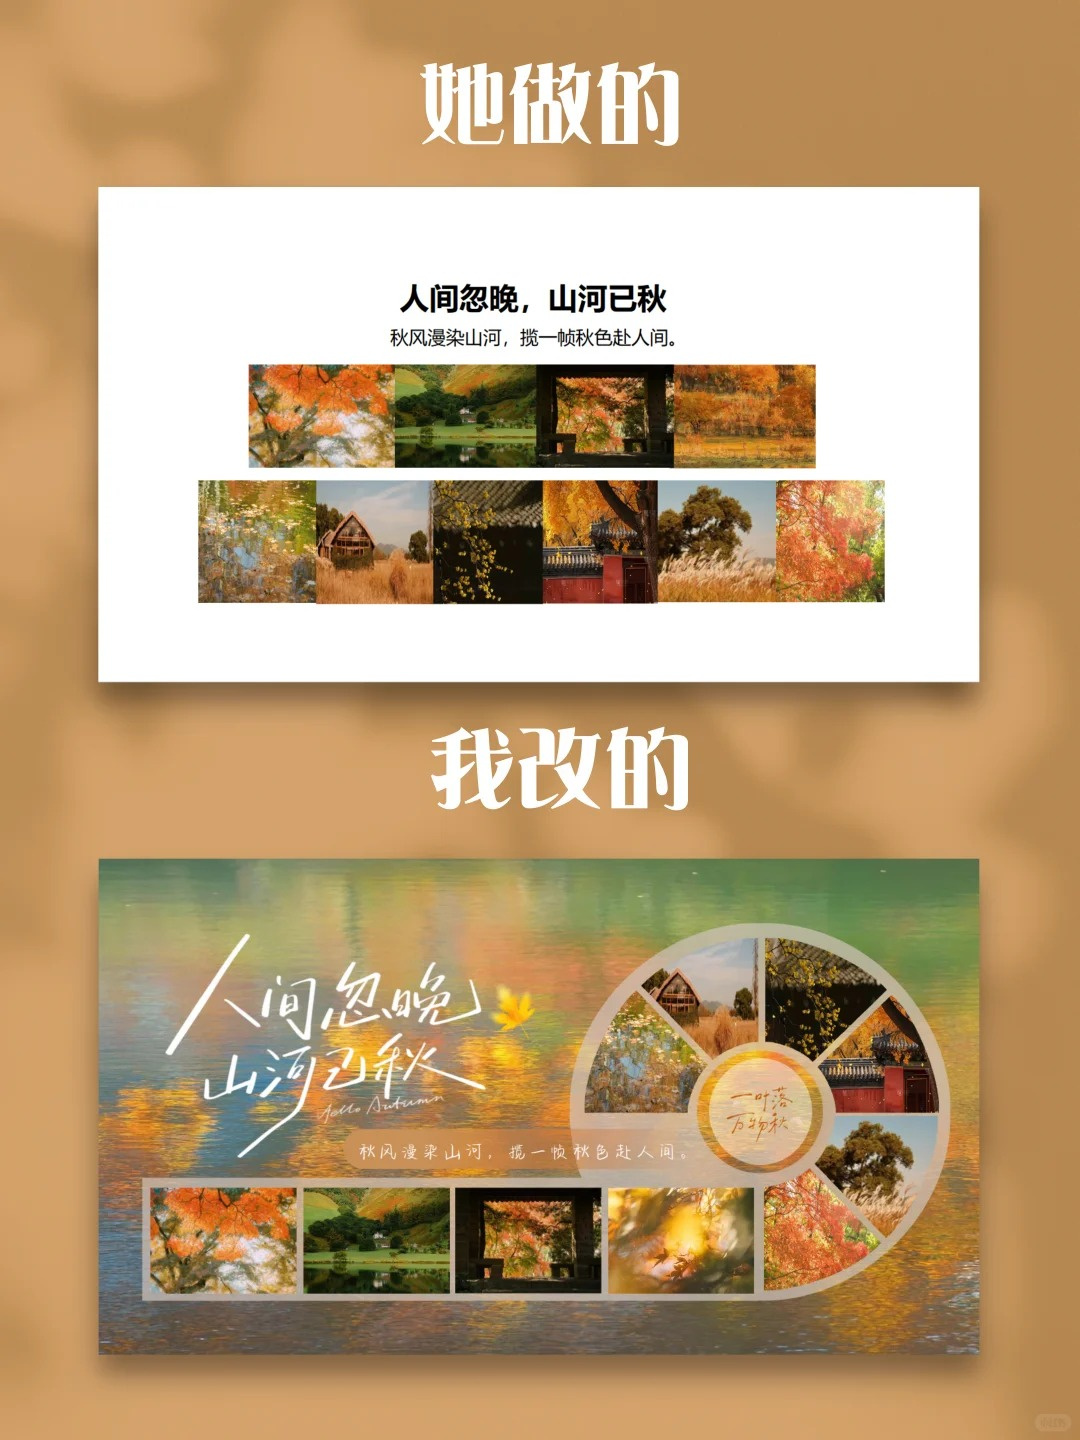 她做的
人间忽晚，山河已秋
秋风漫染山河，揽一帧秋色赴人间。
我改的
人间忽晚
山河已秋
Hello Autumn
秋风漫染山河，揽一帧秋色赴人间。
一叶落
万物秋